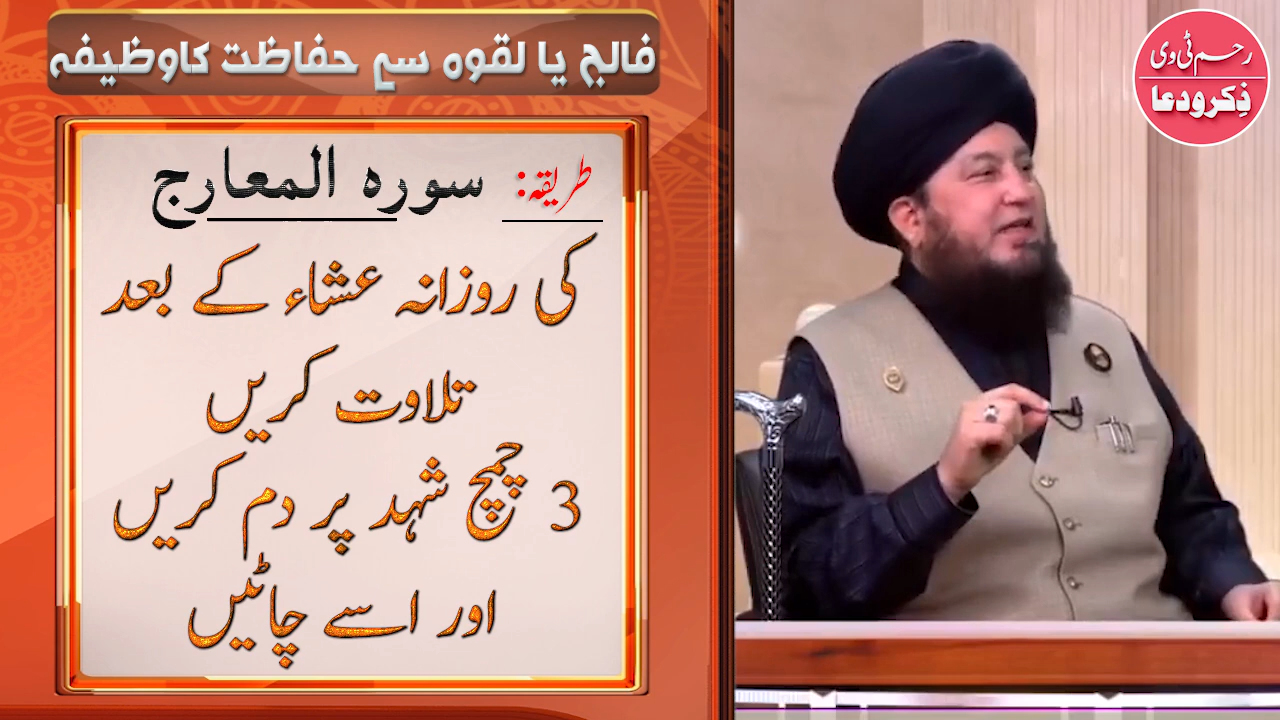 فالج یا لقوہ سے حفاظت کاوظیفہ
طریقہ: سورہ المعارج
کی روزانہ عشاء کے بعد
تلاوت کریں
3 چمچ شہد پر دم کریں
اور اسے چاٹیں
رحم ٹی وی
ذِکرودعا